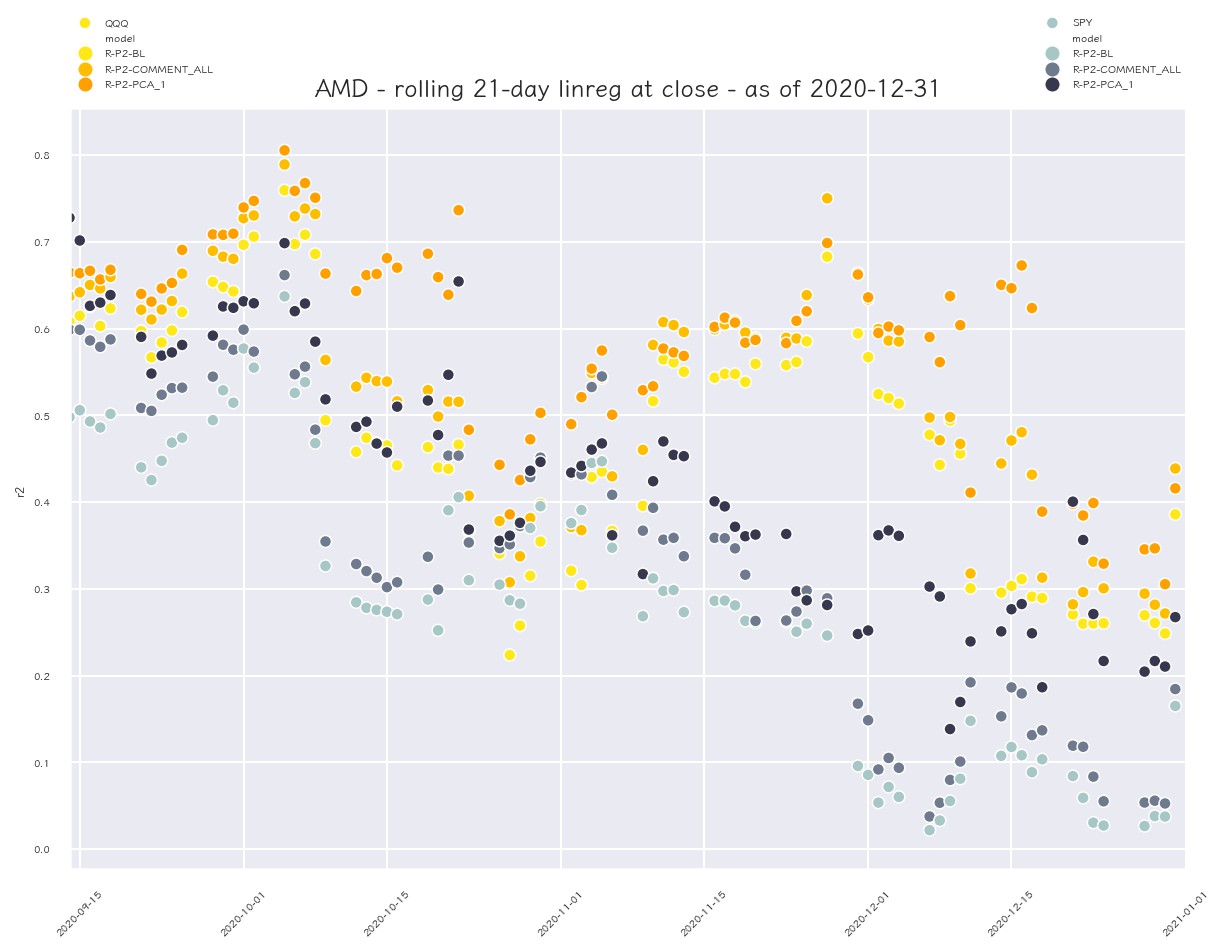 QQQ
model
R-P2-BL
R-P2-COMMENT_ALL
R-P2-PCA_1
SPY
model
R-P2-BL
R-P2-COMMENT_ALL
R-P2-PCA_1
AMD - rolling 21-day linreg at close - as of 2020-12-31
0.8
0.7
0.6
0.5
0.4
0.3
0.2
0.1
0.0
r2
2020-09-15
2020-10-01
2020-10-15
2020-11-01
2020-11-15
2020-12-01
2020-12-15
2021-01-01